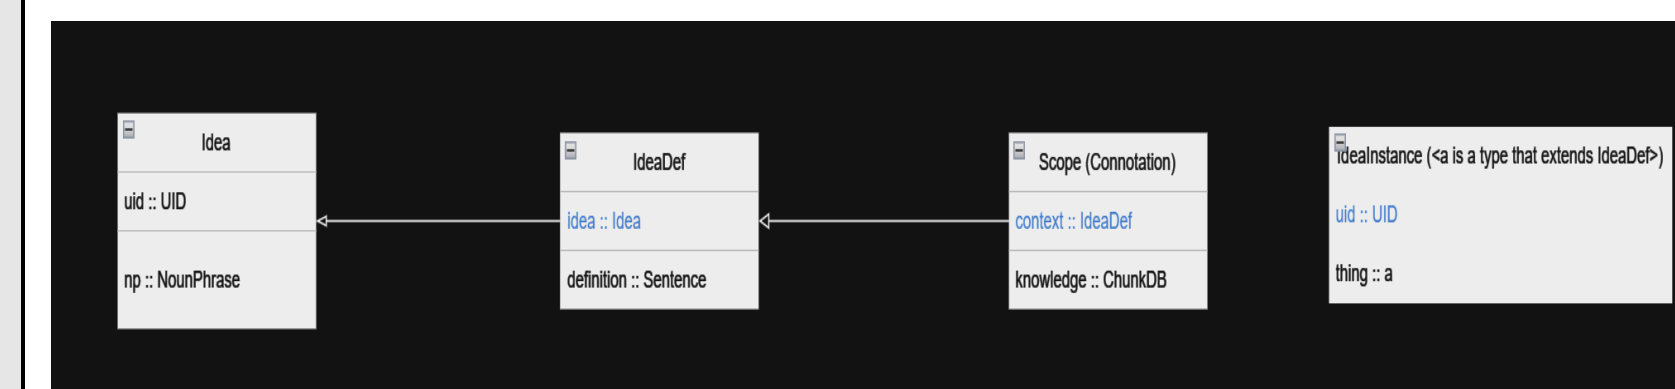 Idea
uid :: UID
np :: NounPhrase
IdeaDef
idea :: Idea
definition :: Sentence
Scope (Connotation)
context :: IdeaDef
knowledge :: ChunkDB
IdeaInstance (<a is a type that extends IdeaDef>)
uid :: UID
thing :: a